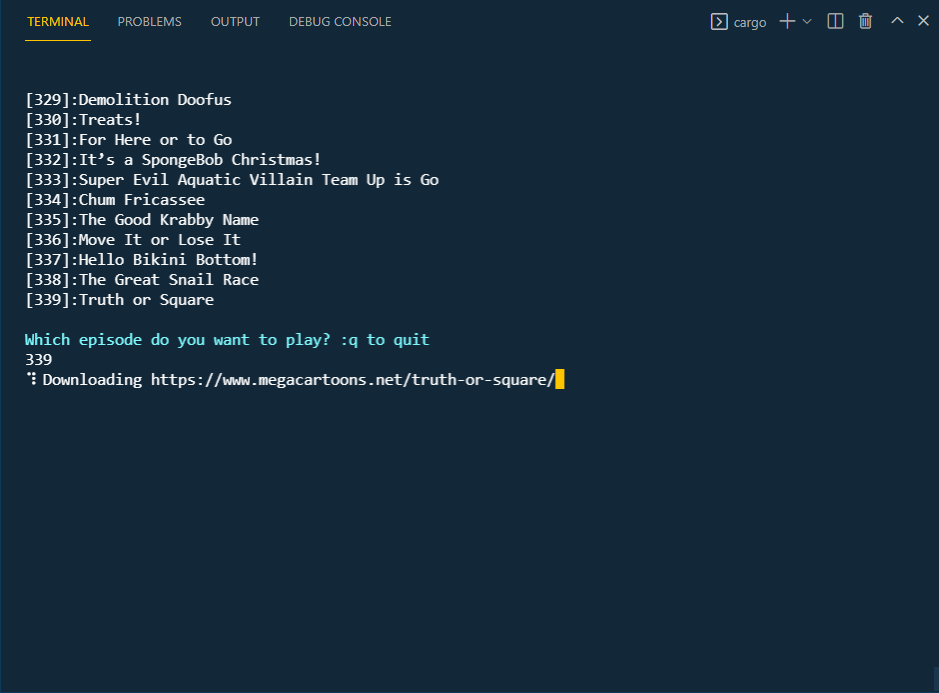 TERMINAL PROBLEMS OUTPUT DEBUG CONSOLE cargo
[329]:Demolition Doofus
[330]:Treats!
[331]:For Here or to Go
[332]:It’s a SpongeBob Christmas!
[333]:Super Evil Aquatic Villain Team Up is Go
[334]:Chum Fricassee
[335]:The Good Krabby Name
[336]:Move It or Lose It
[337]:Hello Bikini Bottom!
[338]:The Great Snail Race
[339]:Truth or Square
Which episode do you want to play? :q to quit
339
⠹ Downloading https://www.megacartoons.net/truth-or-square/